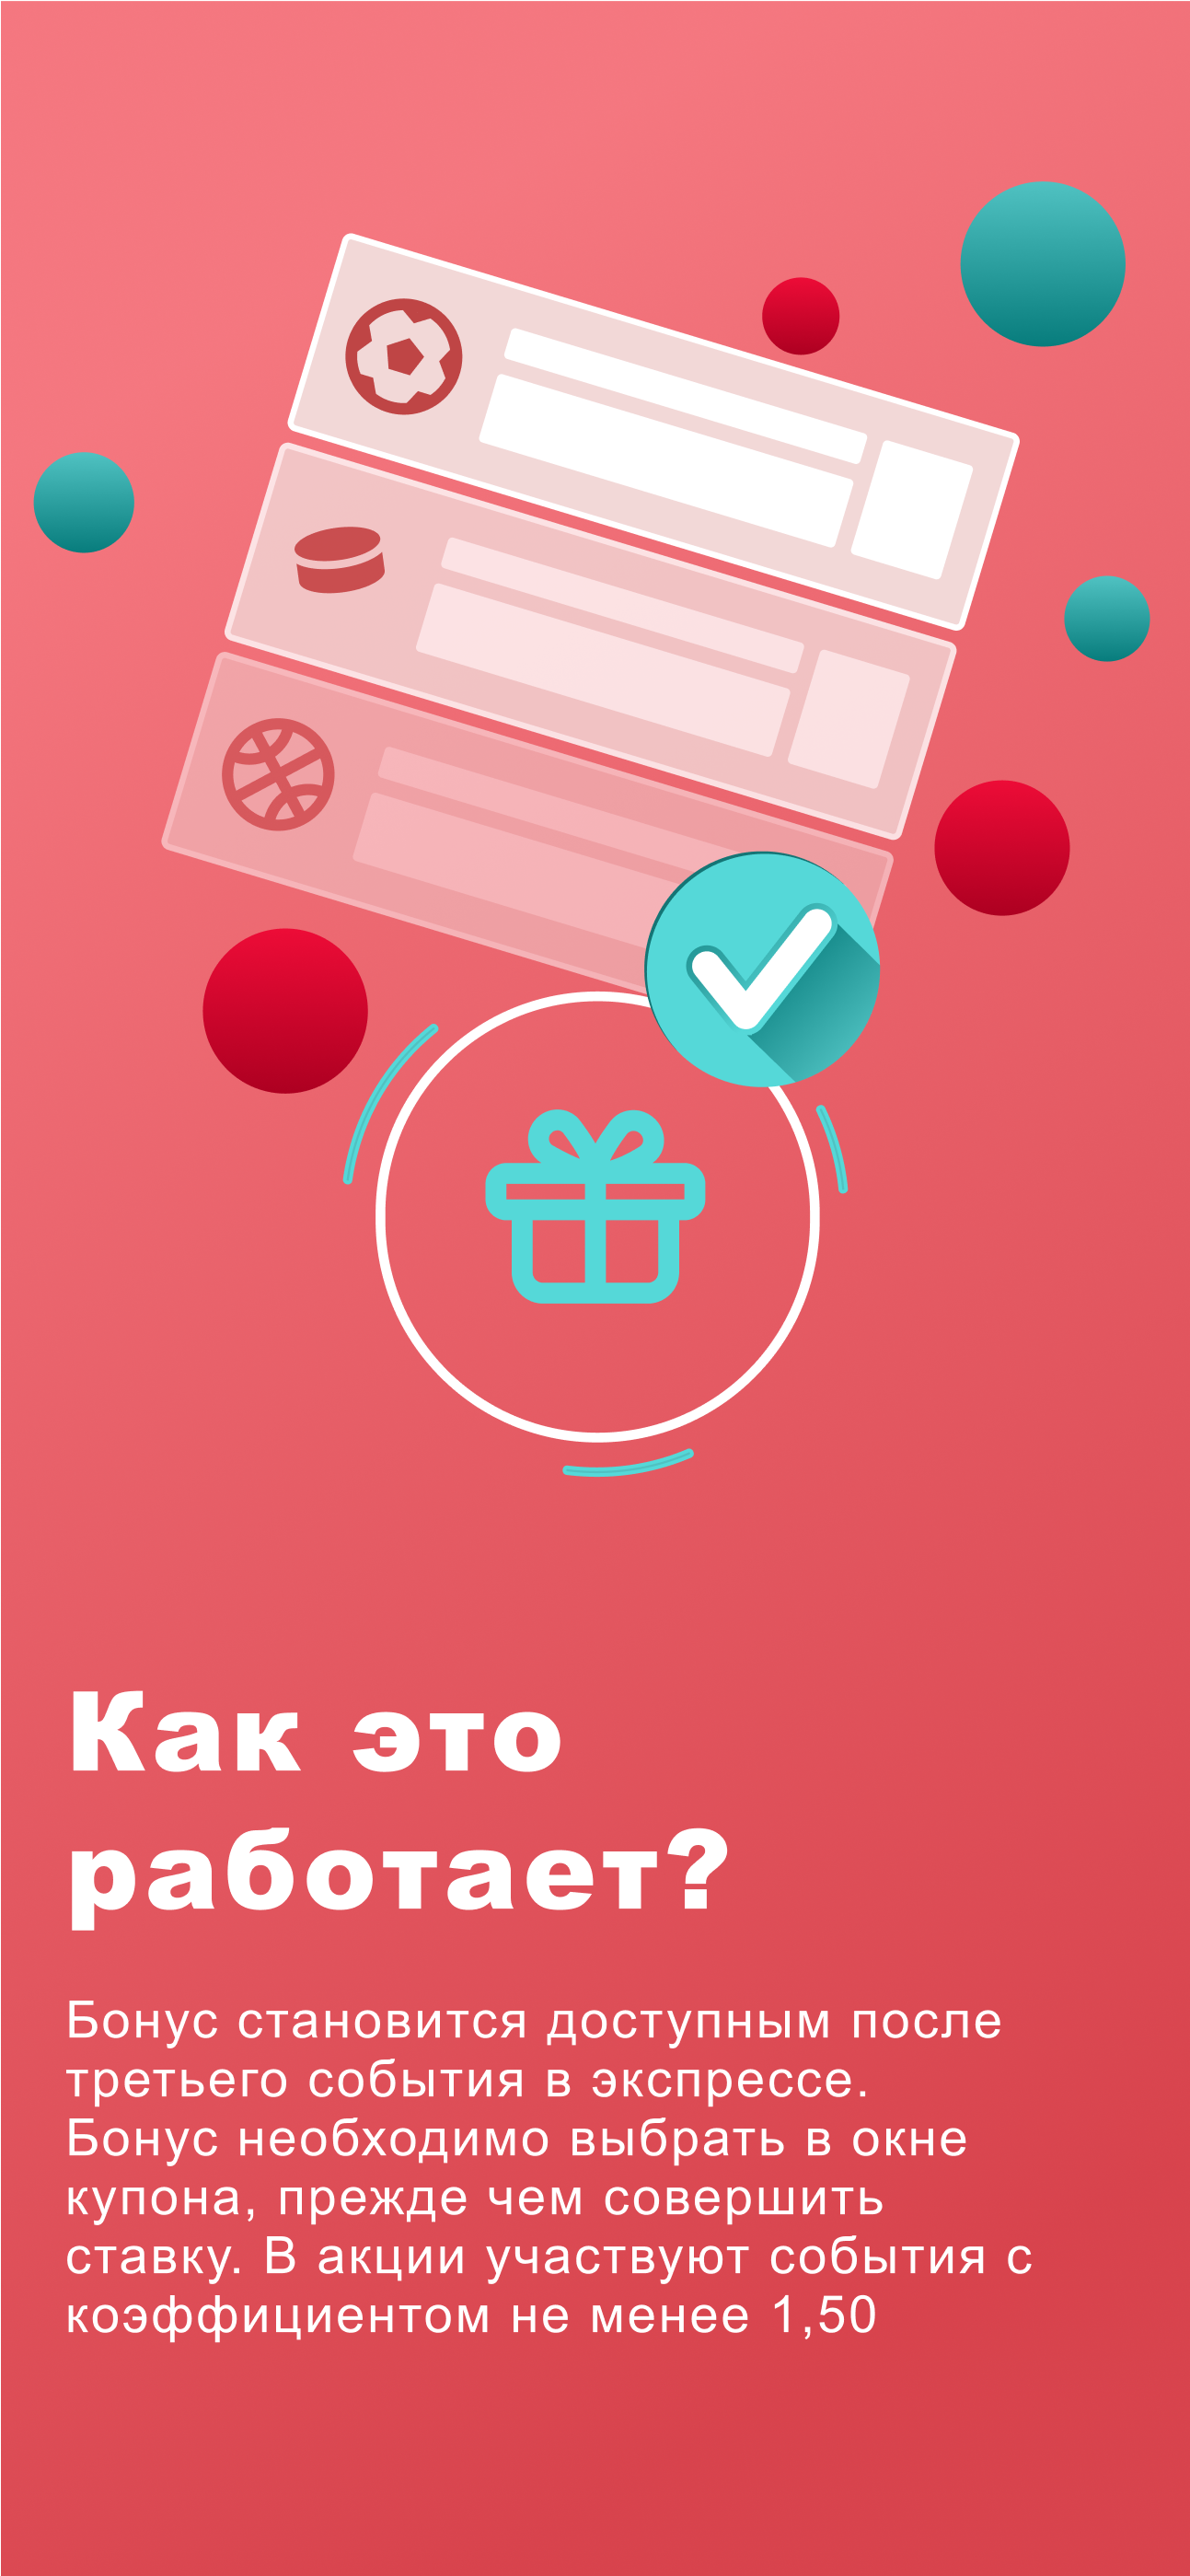 Как это
работает?
Бонус становится доступным после
третьего события в экспрессе.
Бонус необходимо выбрать в окне
купона, прежде чем совершить
ставку. В акции участвуют события с
коэффициентом не менее 1,50